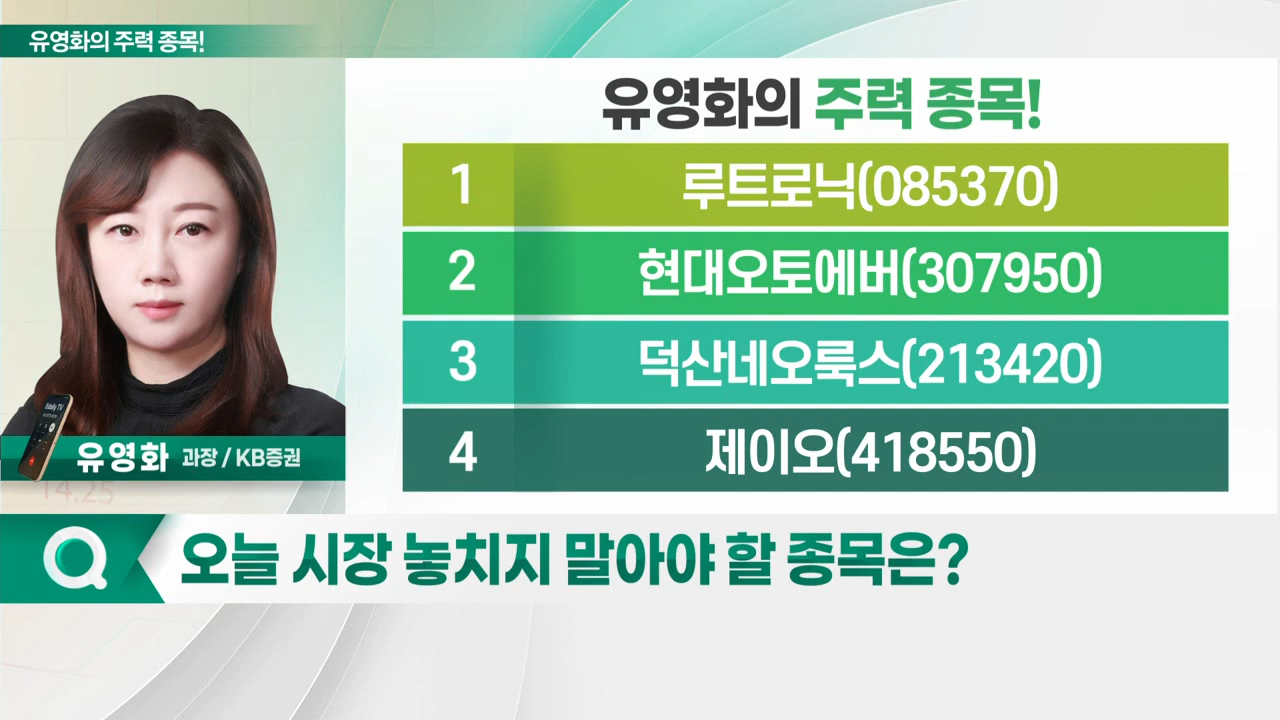 유영화의 주력 종목!
유영화의 주력 종목!
1 루트로닉(085370)
2 현대오토에버(307950)
3 덕산네오룩스(213420)
4 제이오(418550)
Edaily TV
유영화 과장 / KB증권
14.25
Q 오늘 시장 놓치지 말아야 할 종목은?